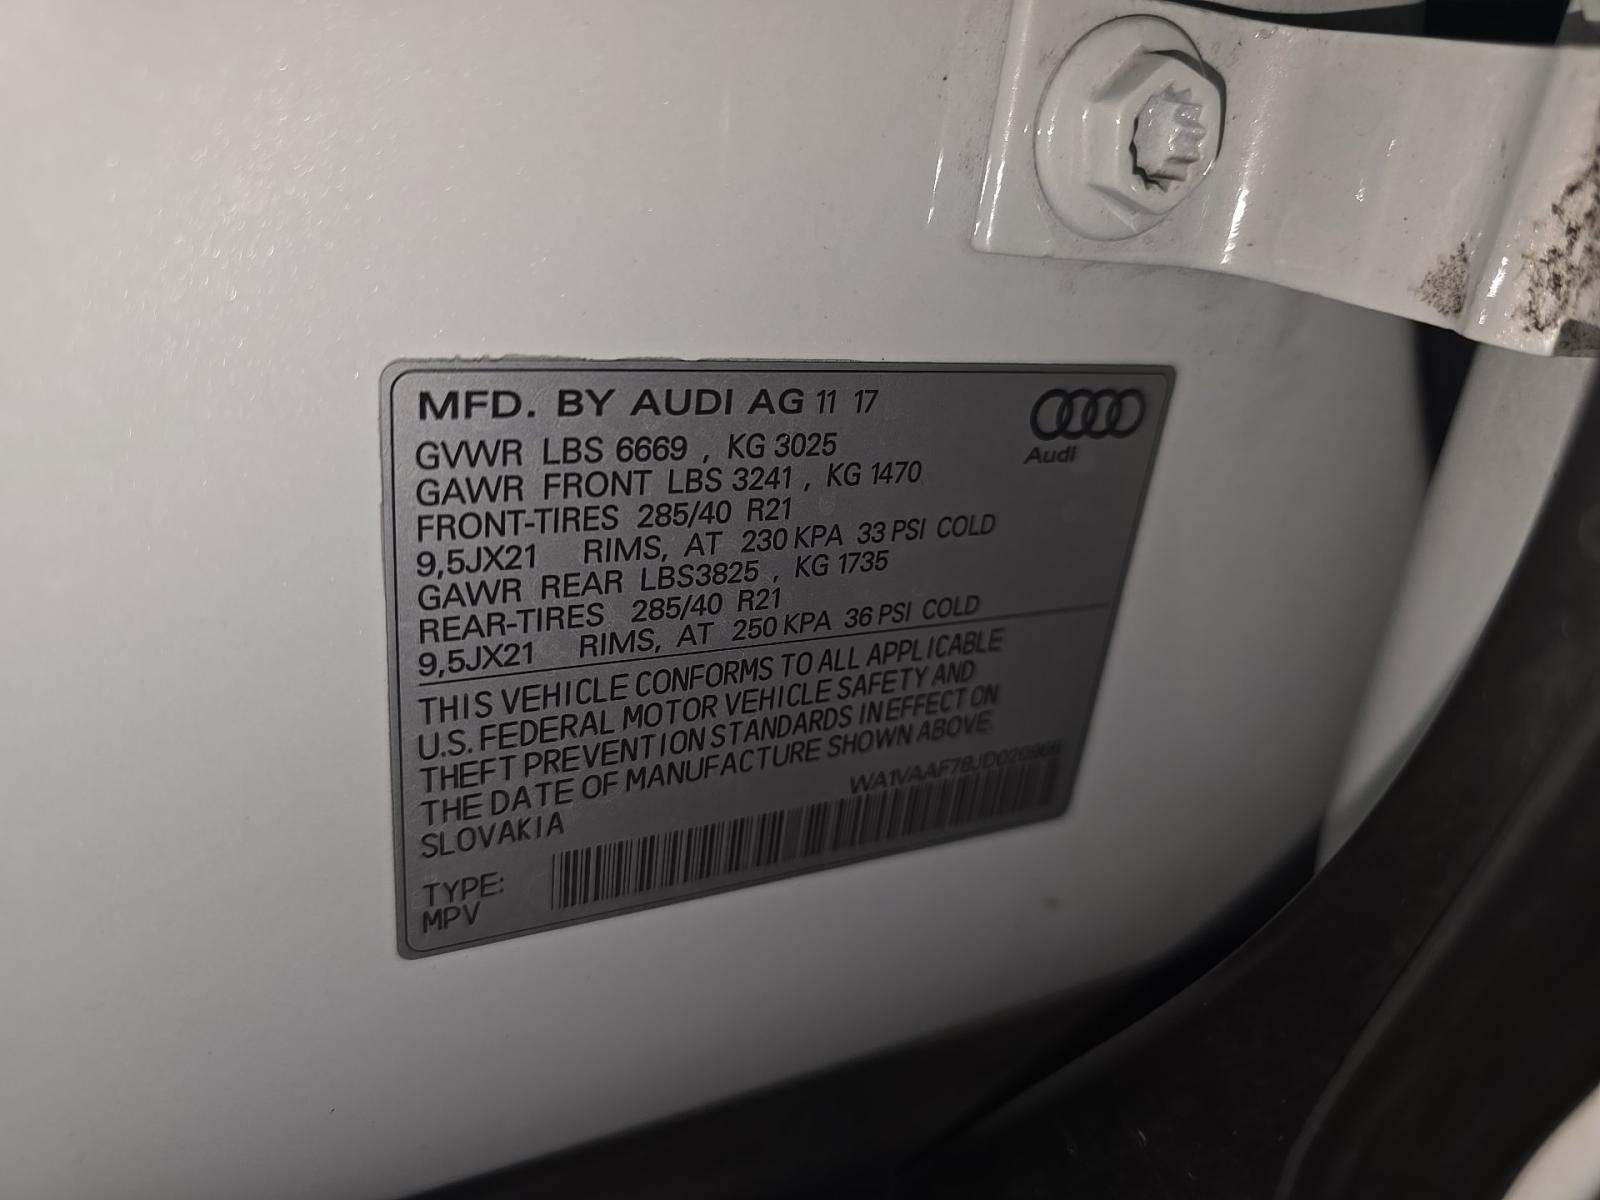 MFD. BY AUDI AG 11 17
Audi
GVWR LBS 6669 , KG 3025
GAWR FRONT LBS 3241 , KG 1470
FRONT-TIRES 285/40 R21
9,5JX21 RIMS, AT 230 KPA 33 PSI COLD
GAWR REAR LBS3825 , KG 1735
REAR-TIRES 285/40 R21
9,5JX21 RIMS, AT 250 KPA 36 PSI COLD
THIS VEHICLE CONFORMS TO ALL APPLICABLE
U.S. FEDERAL MOTOR VEHICLE SAFETY AND
THEFT PREVENTION STANDARDS IN EFFECT ON
THE DATE OF MANUFACTURE SHOWN ABOVE.
SLOVAKIA
TYPE:
MPV